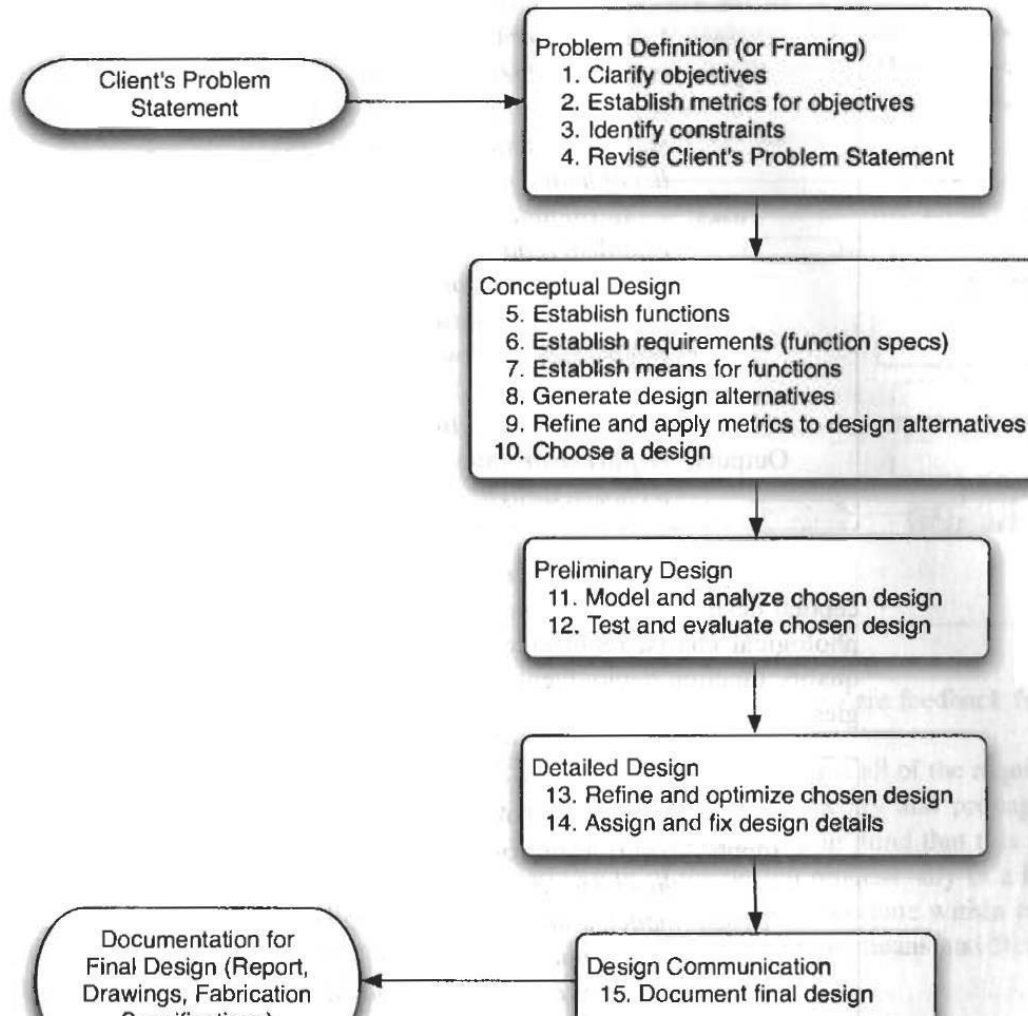 Client's Problem
Statement
Problem Definition (or Framing)
1. Clarify objectives
2. Establish metrics for objectives
3. Identify constraints
4. Revise Client's Problem Statement
Conceptual Design
5. Establish functions
6. Establish requirements (function specs)
7. Establish means for functions
8. Generate design alternatives
9. Refine and apply metrics to design alternatives
10. Choose a design
Preliminary Design
11. Model and analyze chosen design
12. Test and evaluate chosen design
Detailed Design
13. Refine and optimize chosen design
14. Assign and fix design details
Design Communication
15. Document final design
Documentation for
Final Design (Report,
Drawings, Fabrication